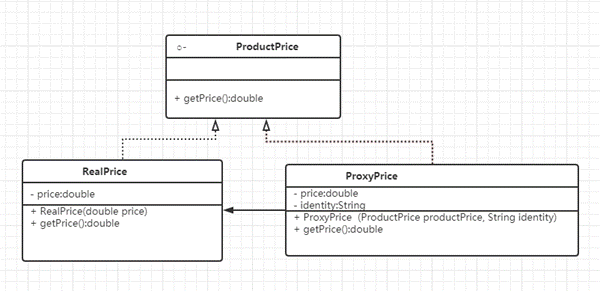 ProductPrice
+ getPrice():double
RealPrice
- price:double
+ RealPrice(double price)
+ getPrice():double
ProxyPrice
- price:double
- identity:String
+ ProxyPrice (ProductPrice productPrice, String identity)
+ getPrice():double